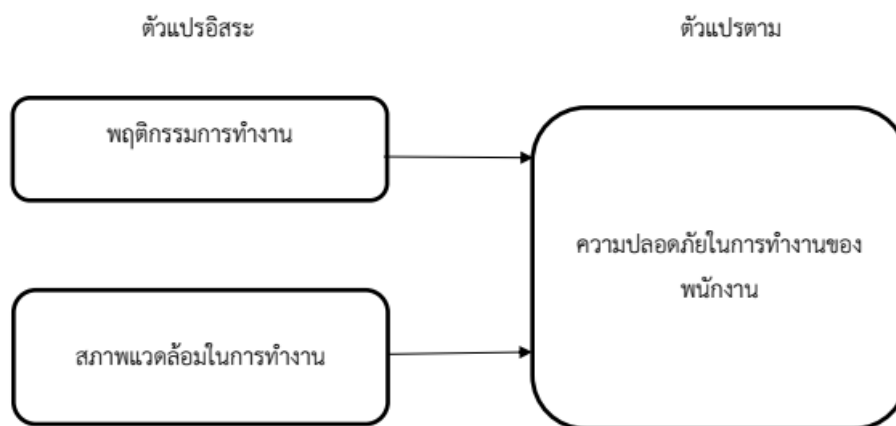 ตัวแปรอิสระ
ตัวแปรตาม
พฤติกรรมการทำงาน
ความปลอดภัยในการทำงานของ
พนักงาน
สภาพแวดล้อมในการทำงาน